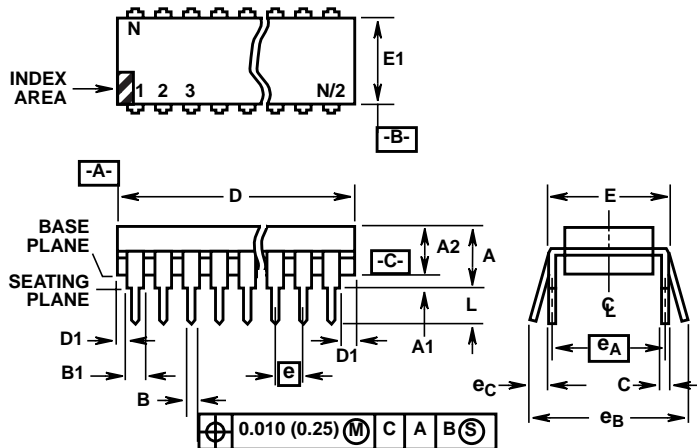 N
E1
INDEX
AREA
1 2 3 N/2
-B-
-A-
D
E
BASE
PLANE
A2
A
-C-
SEATING
PLANE
L
D1
A1
D1
B1
e
eA
eC
C
B
eB
0.010 (0.25) M C A B S
CL